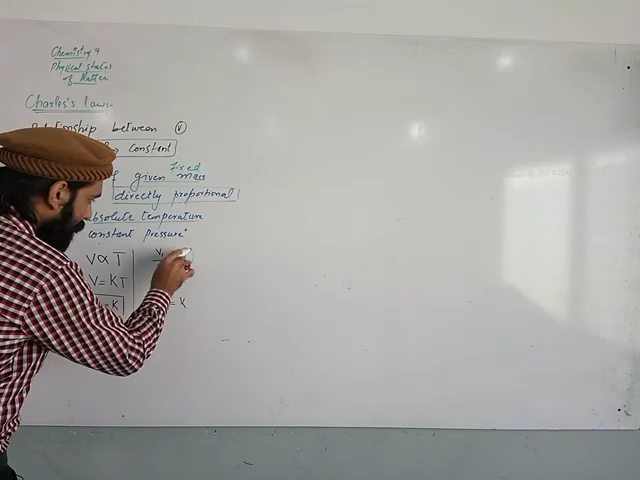 Chemistry 9
Physical states
of Matter
Charles's Law:
between (V)
constant
of given mass
Fixed
directly proportional
absolute temperature
constant pressure"
V ∝ T
V = KT
= K
V
= K